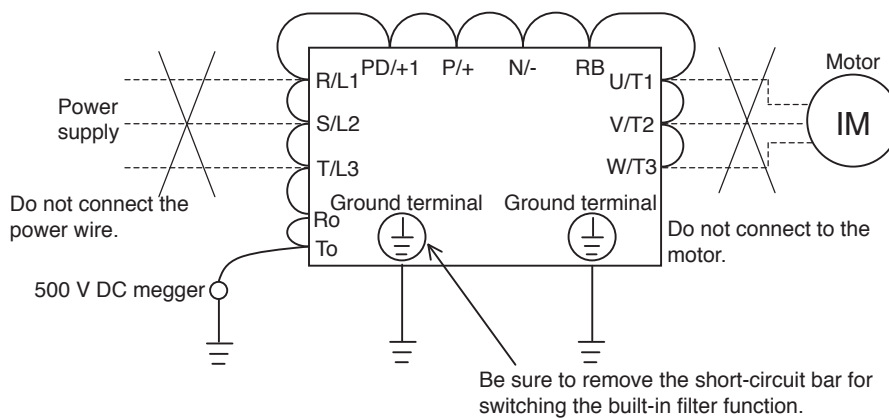 PD/+1 P/+ N/- RB
R/L1
S/L2
T/L3
Ro
To
U/T1
V/T2
W/T3
Motor
IM
Power
supply
Do not connect the
power wire.
Ground terminal
Ground terminal
Do not connect to the
motor.
500 V DC megger
Be sure to remove the short-circuit bar for
switching the built-in filter function.